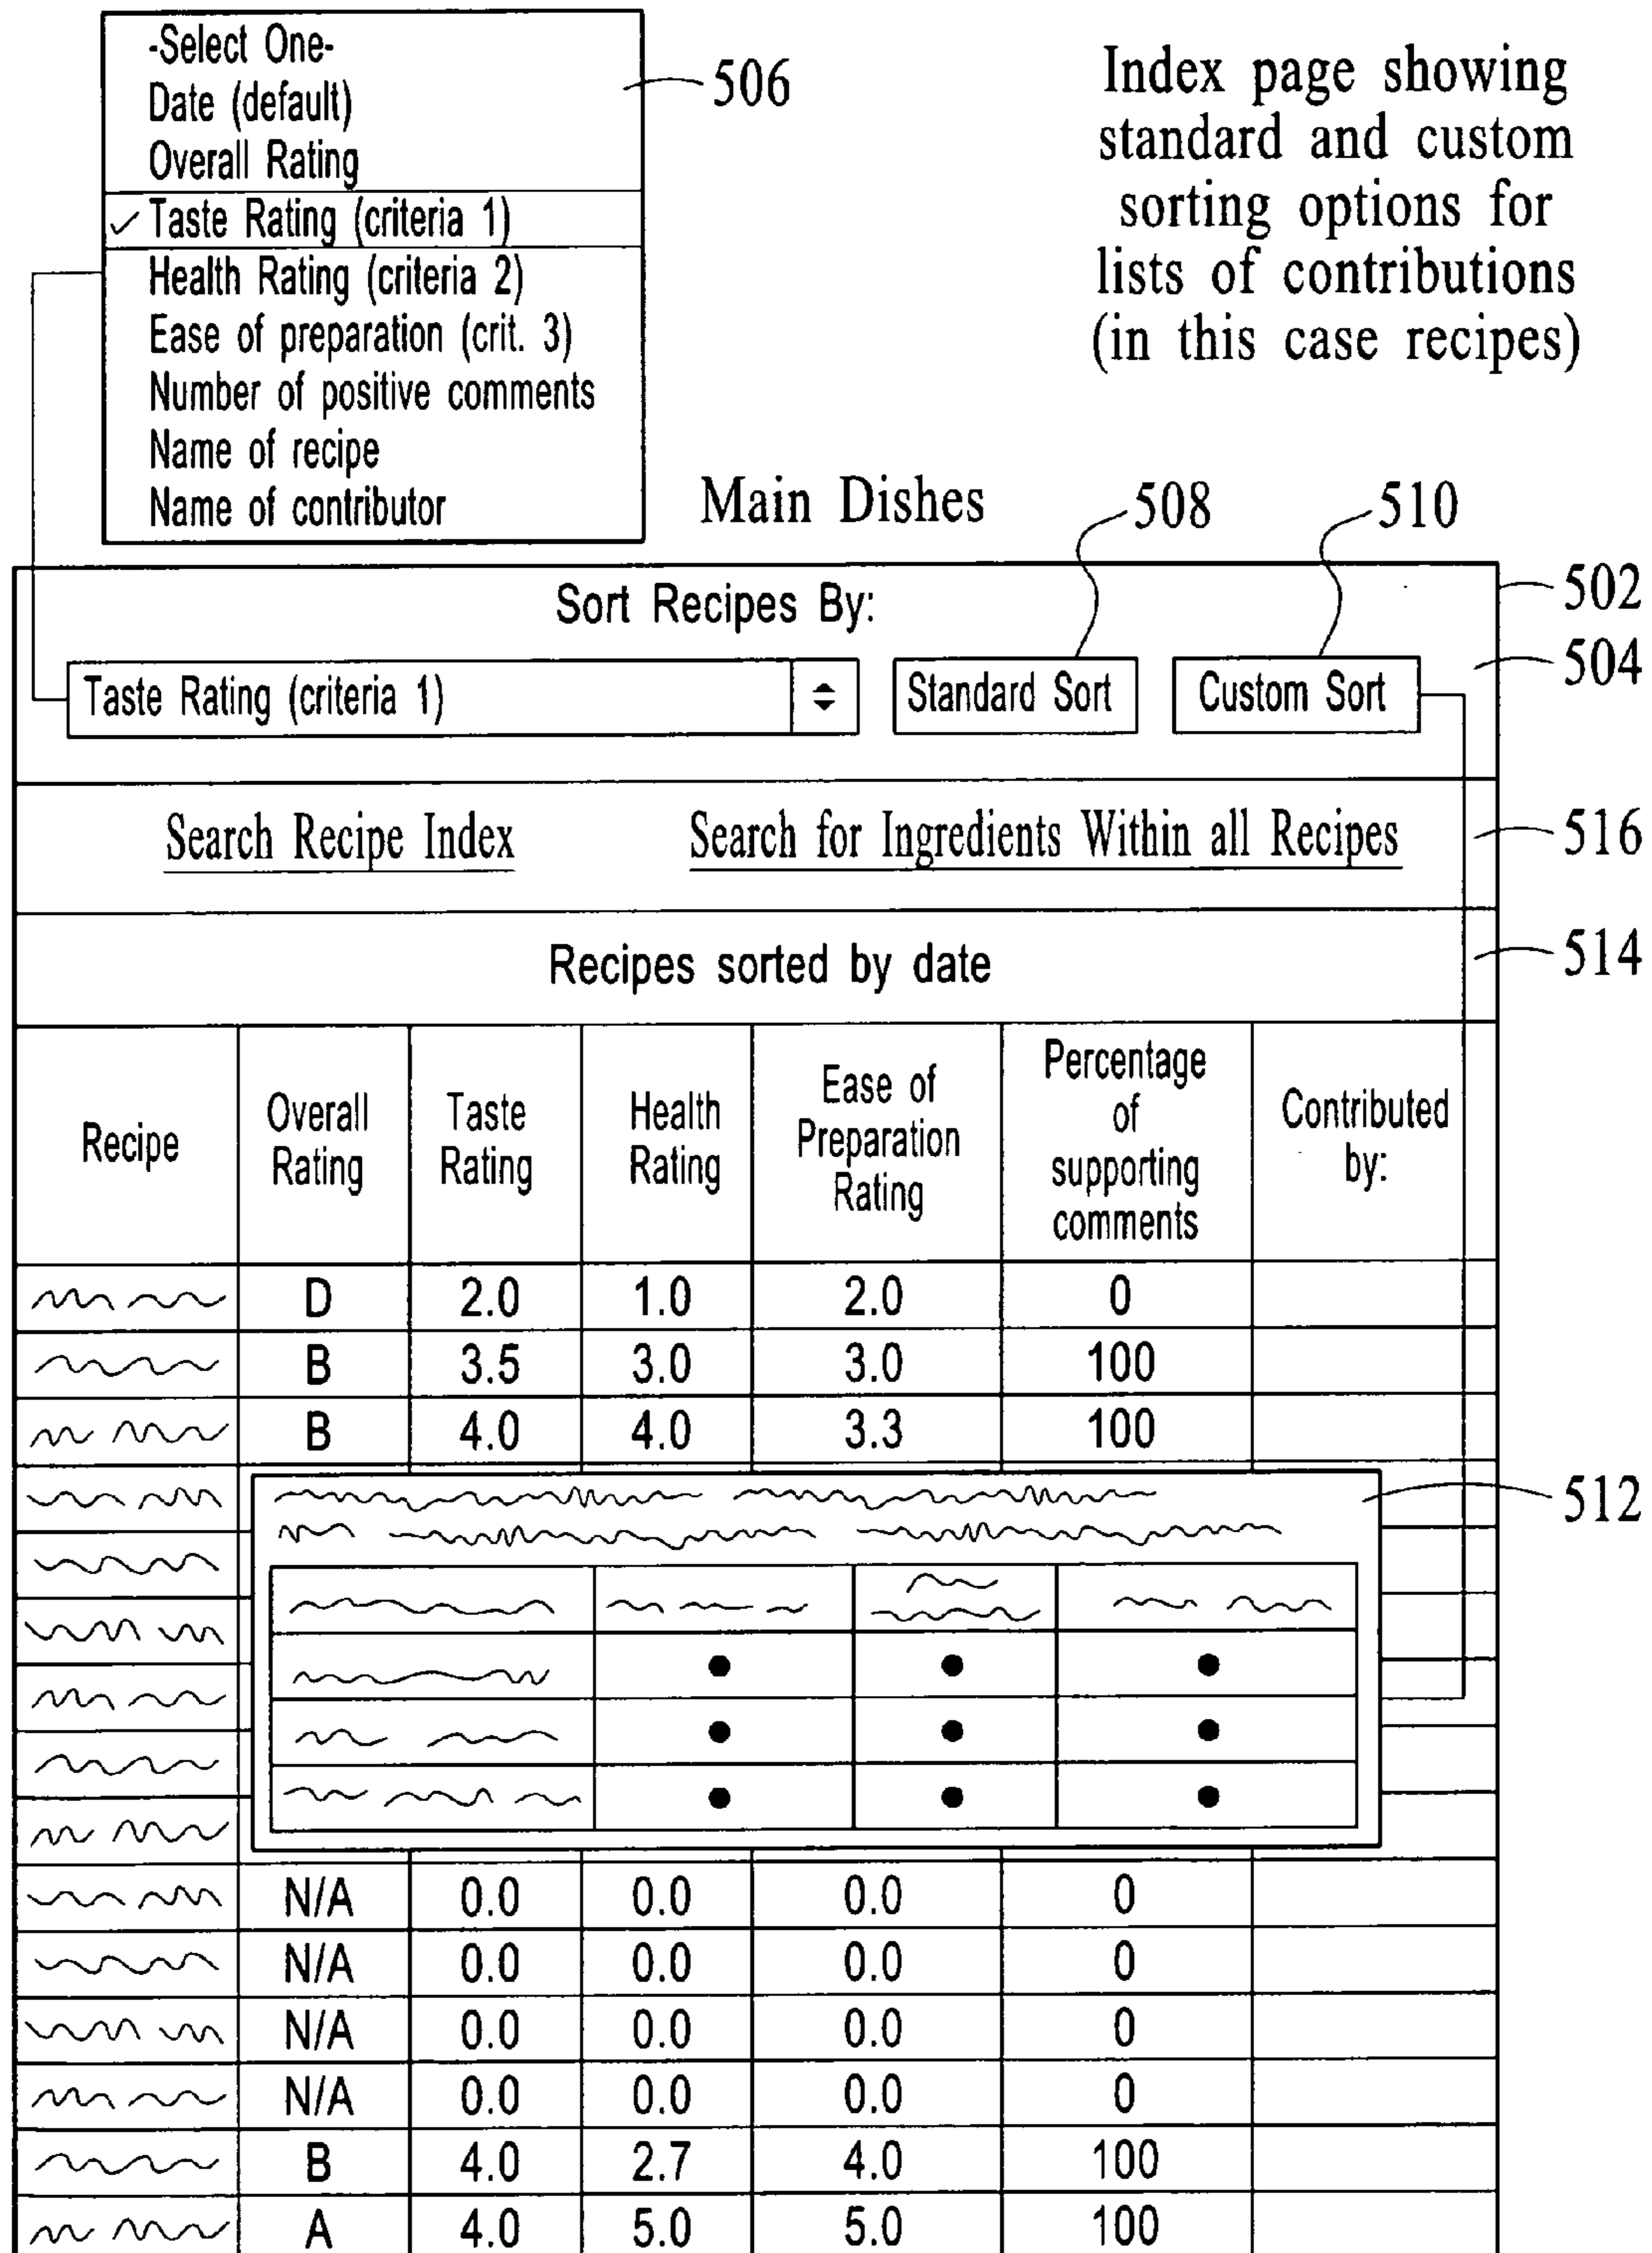 -Select One-
Date (default)
Overall Rating
✓ Taste Rating (criteria 1)
Health Rating (criteria 2)
Ease of preparation (crit. 3)
Number of positive comments
Name of recipe
Name of contributor
506
Index page showing
standard and custom
sorting options for
lists of contributions
(in this case recipes)
Main Dishes
508
510
502
Sort Recipes By:
504
Taste Rating (criteria 1)
Standard Sort
Custom Sort
Search Recipe Index
Search for Ingredients Within all Recipes
516
Recipes sorted by date
514
Recipe
Overall
Rating
Taste
Rating
Health
Rating
Ease of
Preparation
Rating
Percentage
of
supporting
comments
Contributed
by:
D 2.0 1.0 2.0 0
B 3.5 3.0 3.0 100
B 4.0 4.0 3.3 100
512
N/A 0.0 0.0 0.0 0
N/A 0.0 0.0 0.0 0
N/A 0.0 0.0 0.0 0
N/A 0.0 0.0 0.0 0
B 4.0 2.7 4.0 100
A 4.0 5.0 5.0 100